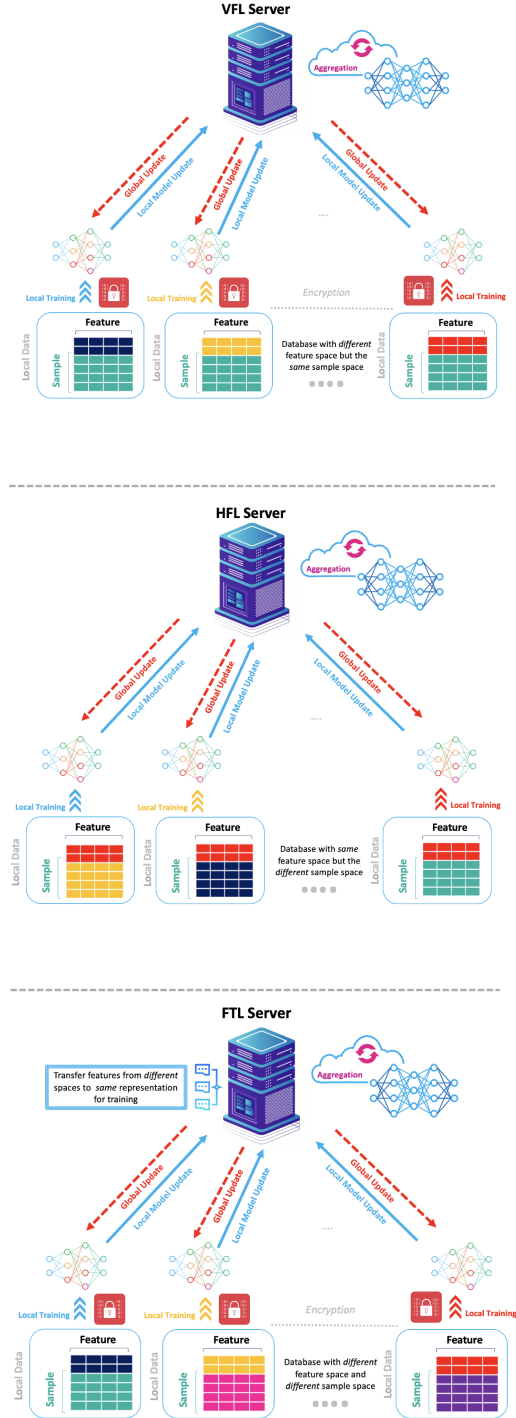 VFL Server
Aggregation
Global Update
Local Model Update
Global Update
Local Model Update
Global Update
Local Model Update
....
Local Training
Local Training
Encryption
Local Training
Local Data
Feature
Sample
Local Data
Feature
Sample
Database with different
feature space but the
same sample space
Local Data
Feature
Sample
HFL Server
Aggregation
Global Update
Local Model Update
Global Update
Local Model Update
Global Update
Local Model Update
....
Local Training
Local Training
Local Training
Local Data
Feature
Sample
Local Data
Feature
Sample
Database with same
feature space but the
different sample space
Local Data
Feature
Sample
FTL Server
Transfer features from different
spaces to same representation
for training
Aggregation
Global Update
Local Model Update
Global Update
Local Model Update
Global Update
Local Model Update
....
Local Training
Local Training
Encryption
Local Training
Local Data
Feature
Sample
Local Data
Feature
Sample
Database with different
feature space and
different sample space
Local Data
Feature
Sample